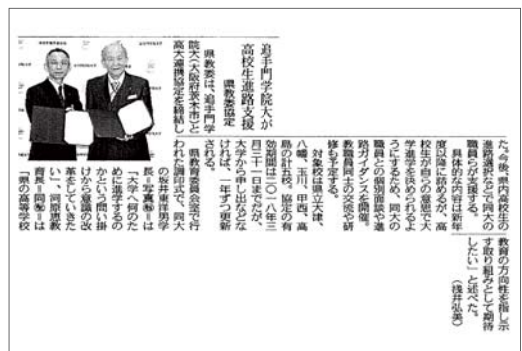 追手門学院大が
高校生進路支援
県教委協定
県教委は、追手門学
院大(大阪府茨木市)と
高大連携協定を締結し
た。今後、県内高校生の
進路選択などで同大の
職員らが支援する。
具体的な内容は新年
度以降に詰めるが、高
校生が自らの意思で大
学進学を決められるよ
うにするため、同大の
職員との個別面談や進
路ガイダンスを開催。
教職員同士の交流や研
修も予定する。
対象校は県立大津、
八幡、玉川、甲西、高
島の計五校。協定の有
効期間は二〇一八年三
月三十一日までだが、
大学から申し出などな
ければ、一年ずつ更新
される。
県教育委員会室で行
われた調印式で、同大
の坂井東洋男学
長=写真㊨=は
「大学へ何のた
めに進学するの
かという問い掛
けから意識の改
革をしていきた
い」、河原恵教
育長=同㊧=は
「県の高等学校
教育の方向性を指し示
す取り組みとして期待
したい」と述べた。
(浅井弘美)